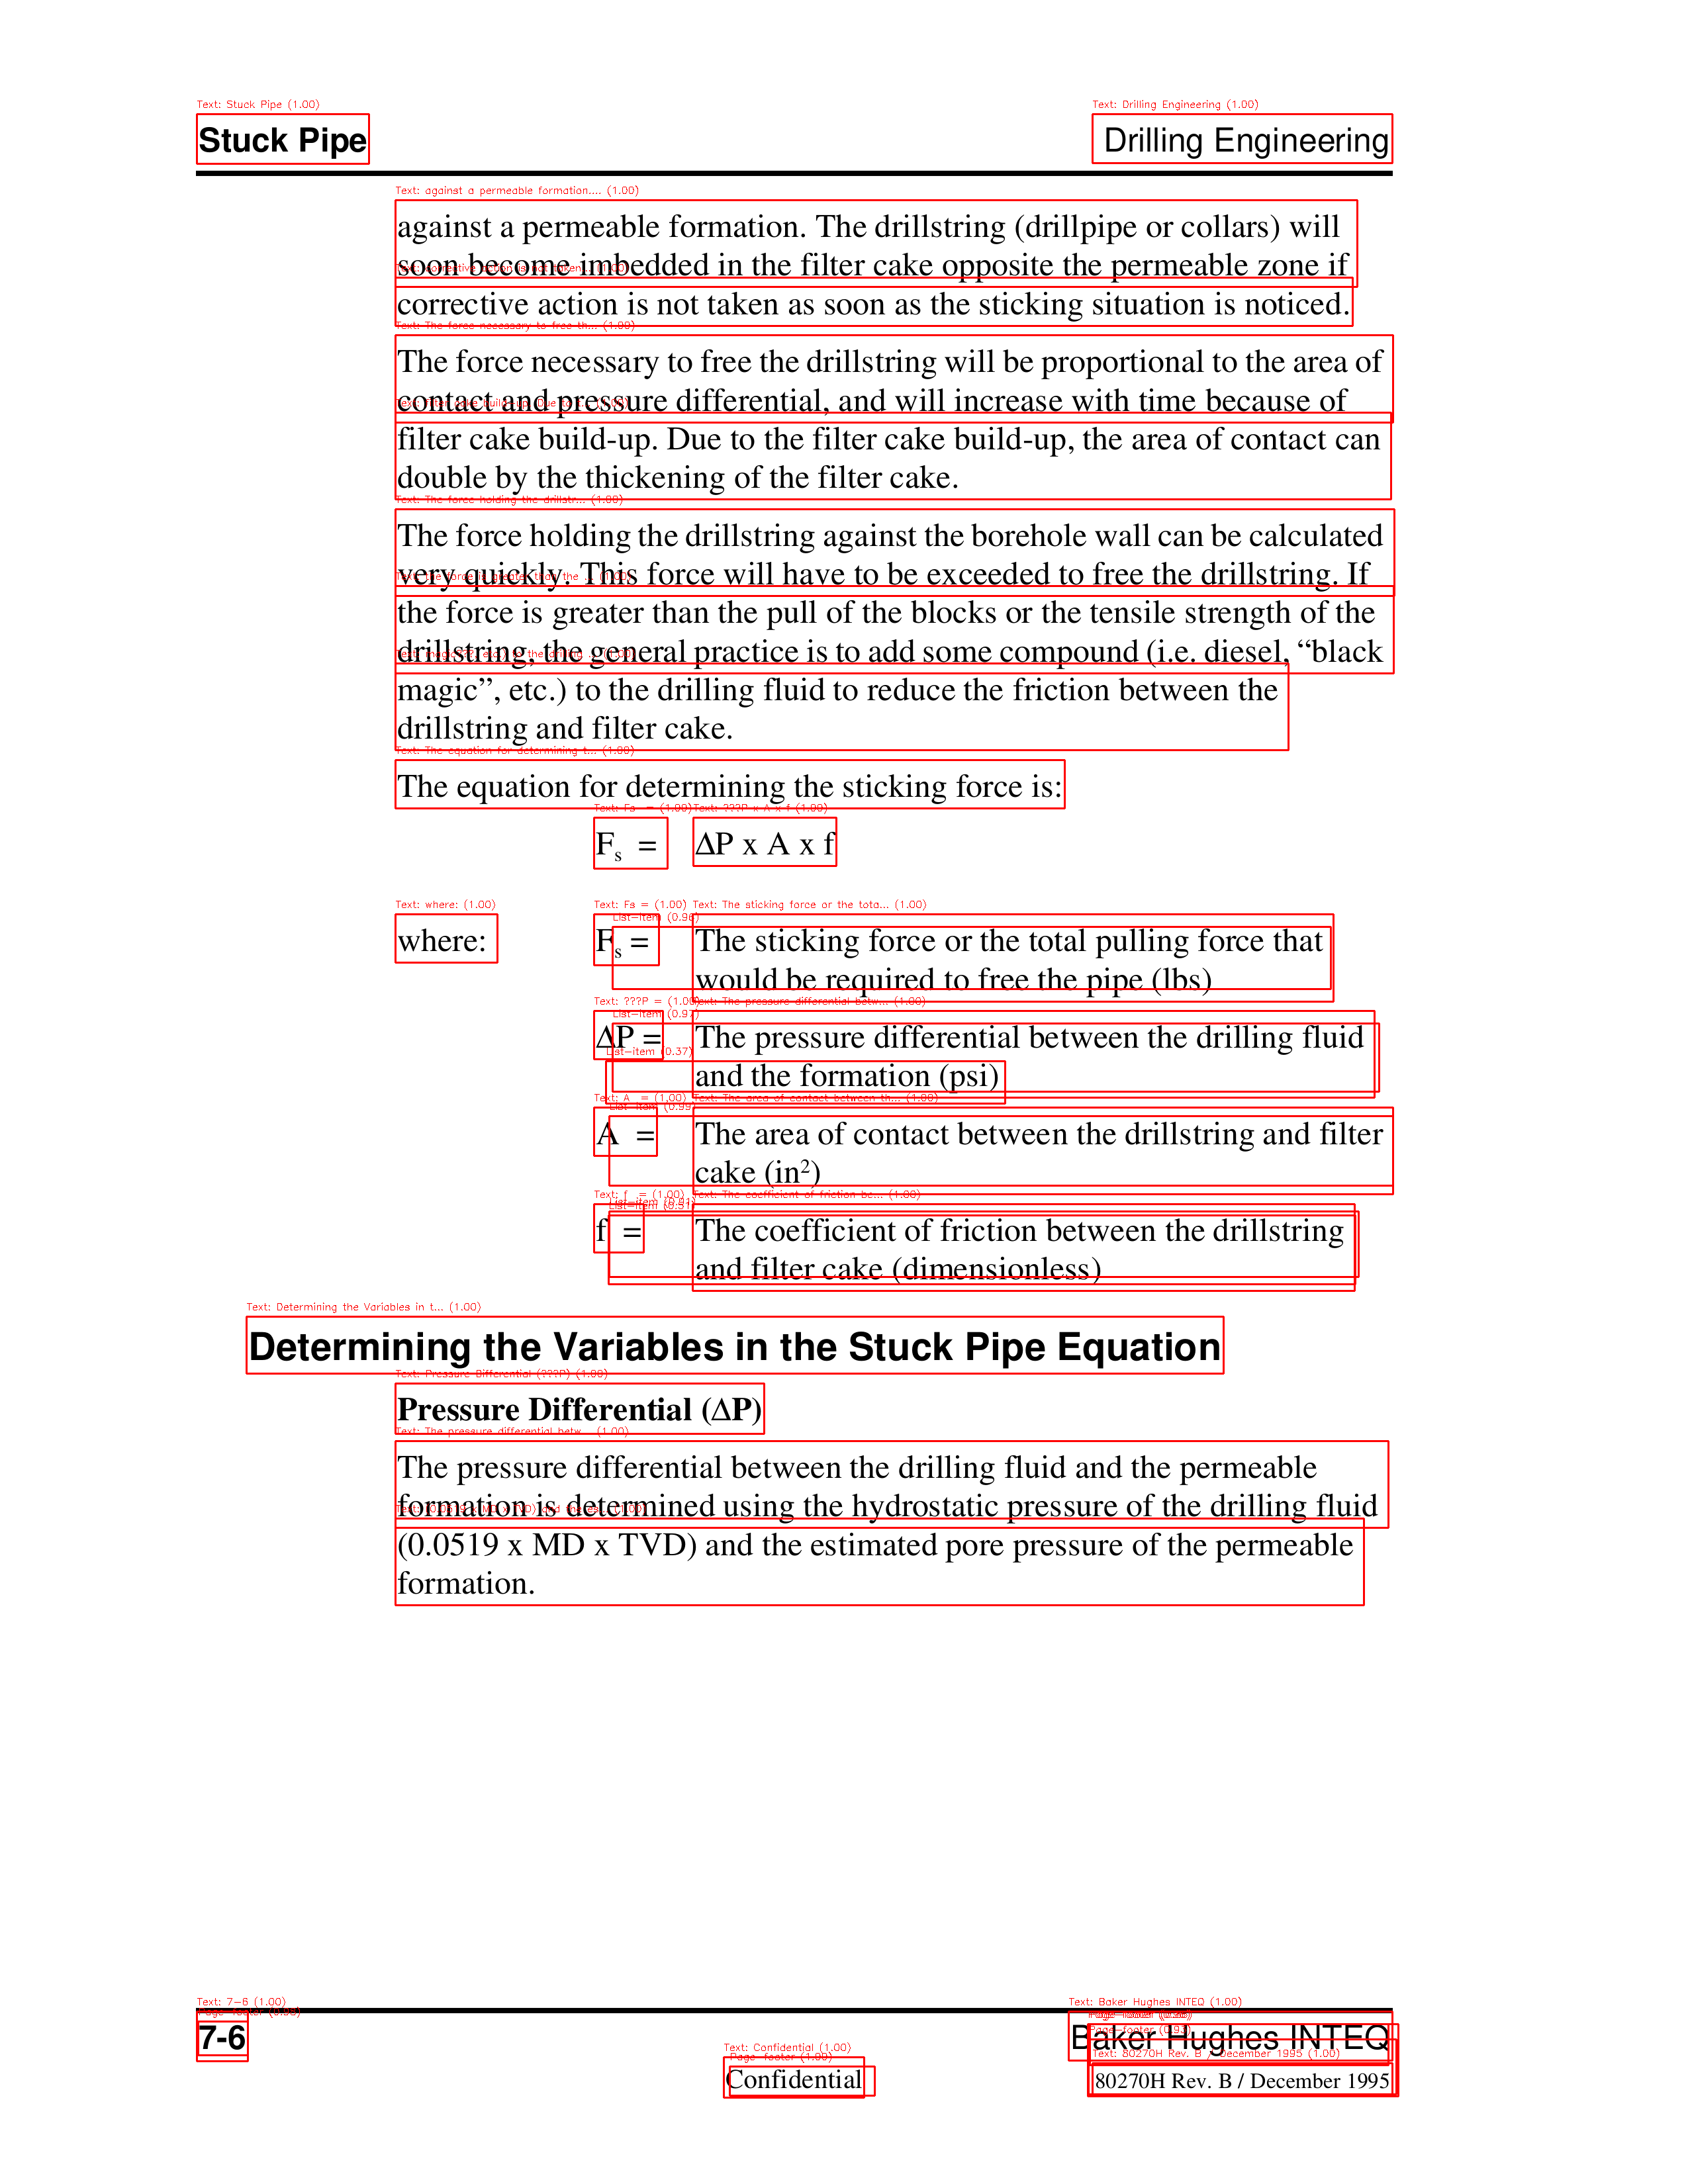 Stuck Pipe
Drilling Engineering
against a permeable formation. The drillstring (drillpipe or collars) will
soon become imbedded in the filter cake opposite the permeable zone if
corrective action is not taken as soon as the sticking situation is noticed.
The force necessary to free the drillstring will be proportional to the area of
contact and pressure differential, and will increase with time because of
filter cake build-up. Due to the filter cake build-up, the area of contact can
double by the thickening of the filter cake.
The force holding the drillstring against the borehole wall can be calculated
very quickly. This force will have to be exceeded to free the drillstring. If
the force is greater than the pull of the blocks or the tensile strength of the
drillstring, the general practice is to add some compound (i.e. diesel, “black
magic”, etc.) to the drilling fluid to reduce the friction between the
drillstring and filter cake.
The equation for determining the sticking force is:
Fs = ΔP x A x f
where: Fs = The sticking force or the total pulling force that
would be required to free the pipe (lbs)
ΔP = The pressure differential between the drilling fluid
and the formation (psi)
A = The area of contact between the drillstring and filter
cake (in²)
f = The coefficient of friction between the drillstring
and filter cake (dimensionless)
Determining the Variables in the Stuck Pipe Equation
Pressure Differential (ΔP)
The pressure differential between the drilling fluid and the permeable
formation is determined using the hydrostatic pressure of the drilling fluid
(0.0519 x MD x TVD) and the estimated pore pressure of the permeable
formation.
7-6
Baker Hughes INTEQ
Confidential
80270H Rev. B / December 1995